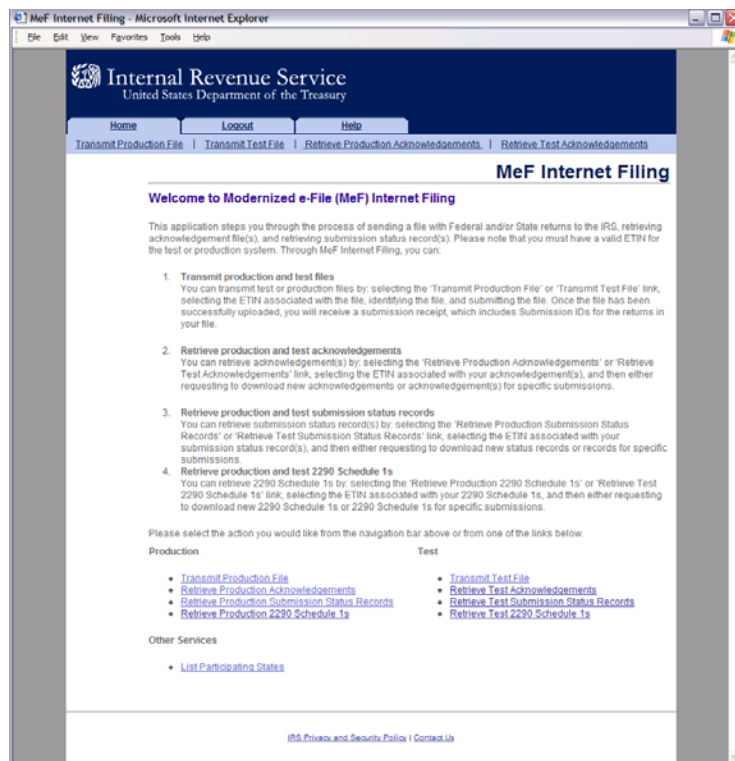 MeF Internet Filing - Microsoft Internet Explorer
File Edit View Favorites Tools Help
Internal Revenue Service
United States Department of the Treasury
Home Logout Help
Transmit Production File | Transmit Test File | Retrieve Production Acknowledgements | Retrieve Test Acknowledgements
MeF Internet Filing
Welcome to Modernized e-File (MeF) Internet Filing
This application steps you through the process of sending a file with Federal and/or State returns to the IRS, retrieving
acknowledgement file(s), and retrieving submission status record(s). Please note that you must have a valid ETIN for
the test or production system. Through MeF Internet Filing, you can:
1. Transmit production and test files
You can transmit test or production files by: selecting the 'Transmit Production File' or 'Transmit Test File' link,
selecting the ETIN associated with the file, identifying the file, and submitting the file. Once the file has been
successfully uploaded, you will receive a submission receipt, which includes Submission IDs for the returns in
your file.
2. Retrieve production and test acknowledgements
You can retrieve acknowledgement(s) by: selecting the 'Retrieve Production Acknowledgements' or 'Retrieve
Test Acknowledgements' link, selecting the ETIN associated with your acknowledgement(s), and then either
requesting to download new acknowledgements or acknowledgement(s) for specific submissions.
3. Retrieve production and test submission status records
You can retrieve submission status record(s) by: selecting the 'Retrieve Production Submission Status
Records' or 'Retrieve Test Submission Status Records' link, selecting the ETIN associated with your
submission status record(s), and then either requesting to download new status records or records for specific
submissions.
4. Retrieve production and test 2290 Schedule 1s
You can retrieve 2290 Schedule 1s by: selecting the 'Retrieve Production 2290 Schedule 1s' or 'Retrieve Test
2290 Schedule 1s' link, selecting the ETIN associated with your 2290 Schedule 1s, and then either requesting
to download new 2290 Schedule 1s or 2290 Schedule 1s for specific submissions.
Please select the action you would like from the navigation bar above or from one of the links below.
Production Test
• Transmit Production File • Transmit Test File
• Retrieve Production Acknowledgements • Retrieve Test Acknowledgements
• Retrieve Production Submission Status Records • Retrieve Test Submission Status Records
• Retrieve Production 2290 Schedule 1s • Retrieve Test 2290 Schedule 1s
Other Services
• List Participating States
IRS Privacy and Security Policy | Contact Us